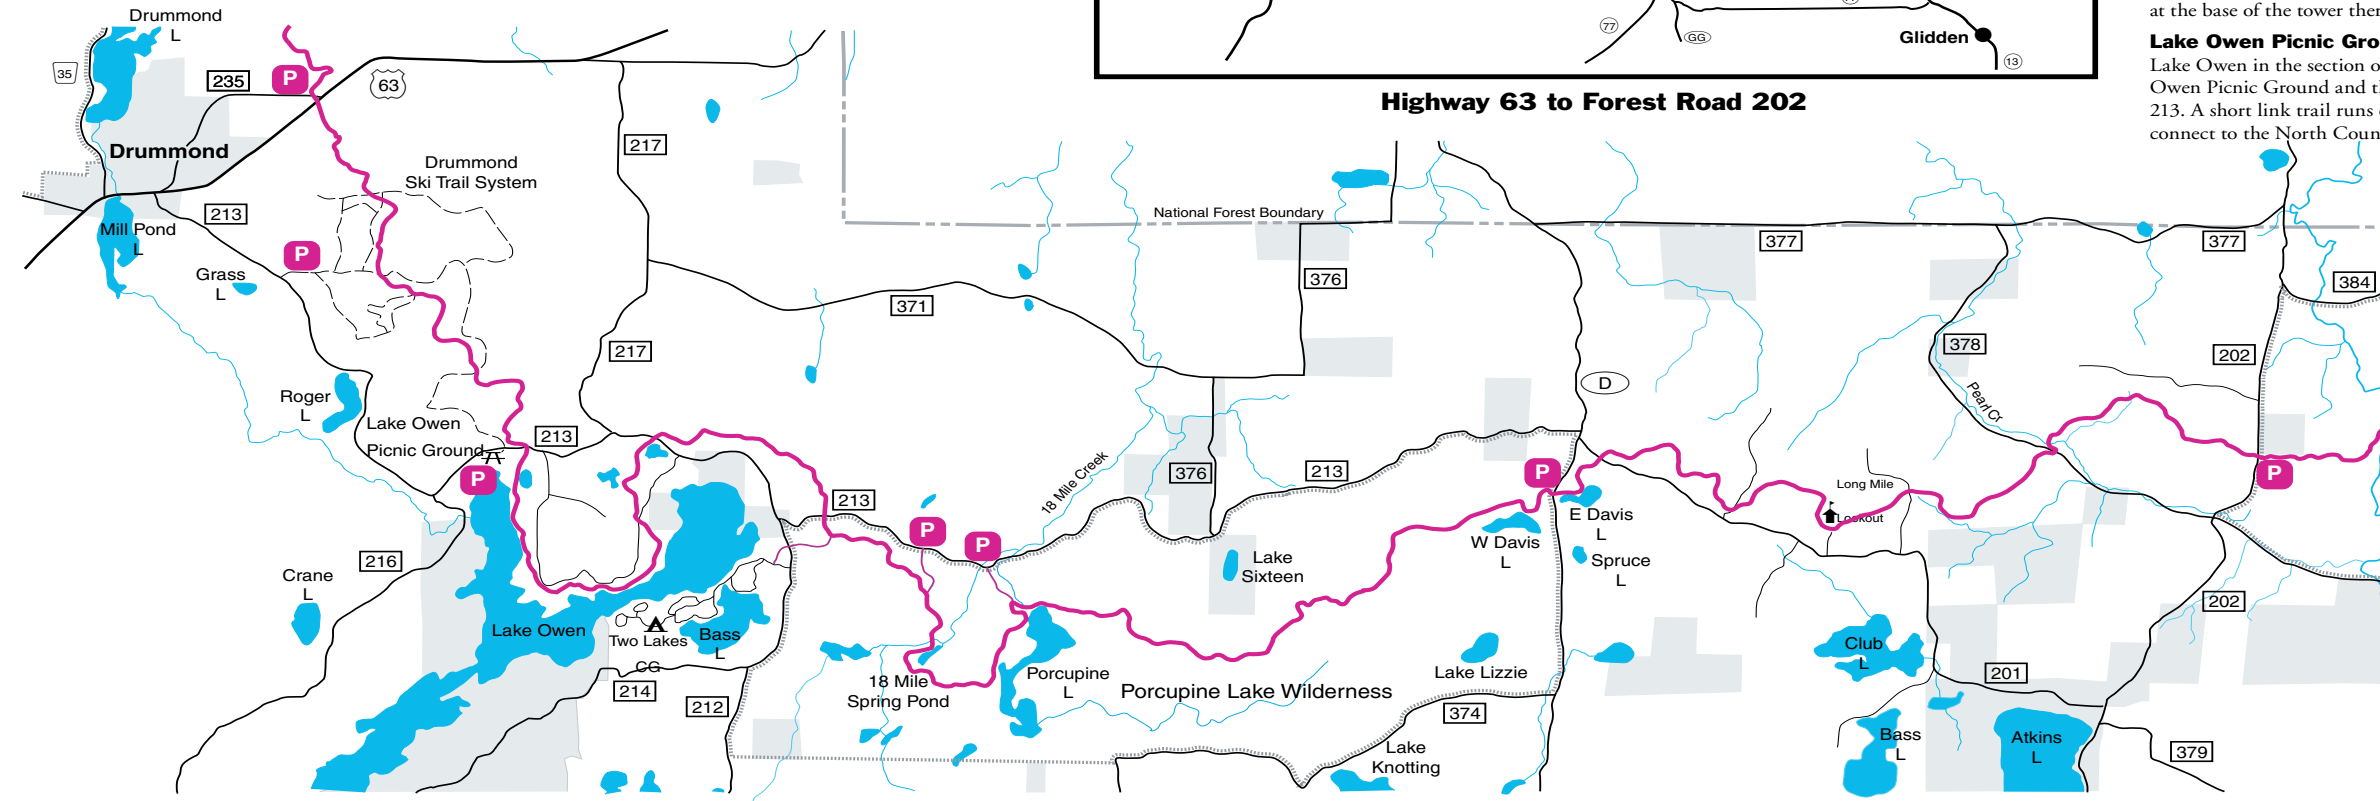 at the base of the tower
Lake Owen Picnic
Lake Owen in the section
Owen Picnic Ground and
213. A short link trail runs
connect to the North
77
GG
Glidden
13
Highway 63 to Forest Road 202
Drummond
L
35
235
P
63
Drummond
217
Drummond
Ski Trail System
213
Mill Pond
L
P
Grass
L
National Forest Boundary
376
377
377
384
371
217
378
202
D
Roger
L
Lake Owen
Picnic Ground
213
Pearl Cr
P
213
18 Mile Creek
376
213
P
P
P
P
Long Mile
Lookout
E Davis
L
W Davis
L
Spruce
L
Lake
Sixteen
216
Crane
L
Lake Owen
Two Lakes
CG
Bass
L
202
Club
L
201
214
212
18 Mile
Spring Pond
Porcupine
L
Porcupine Lake Wilderness
Lake Lizzie
374
Lake
Knotting
Bass
L
Atkins
L
379